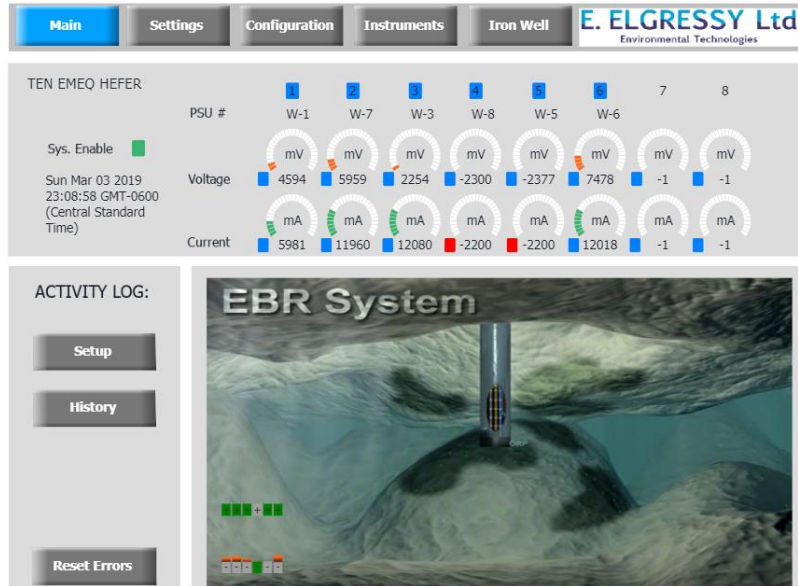 Main Settings Configuration Instruments Iron Well
E. ELGRESSY Ltd
Environmental Technologies
TEN EMEQ HEFER
1 2 3 4 5 6 7 8
PSU # W-1 W-7 W-3 W-8 W-5 W-6
Sys. Enable
mV mV mV mV mV mV mV mV
Sun Mar 03 2019
23:08:58 GMT-0600
(Central Standard
Time)
Voltage 4594 5959 2254 -2300 -2377 7478 -1 -1
mA mA mA mA mA mA mA mA
Current 5981 11960 12080 -2200 -2200 12018 -1 -1
ACTIVITY LOG:
Setup
History
Reset Errors
EBR System